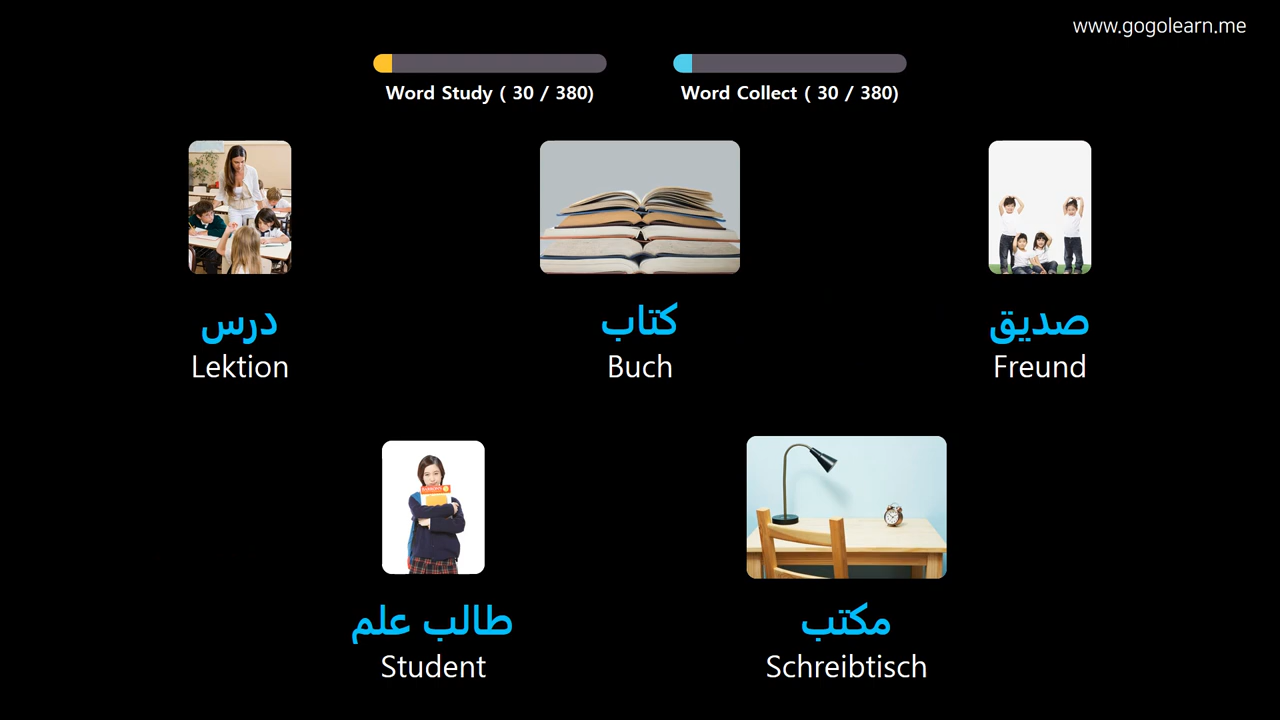 www.gogolearn.me
Word Study ( 30 / 380)
Word Collect ( 30 / 380)
درس
Lektion
كتاب
Buch
صديق
Freund
طالب علم
Student
مكتب
Schreibtisch